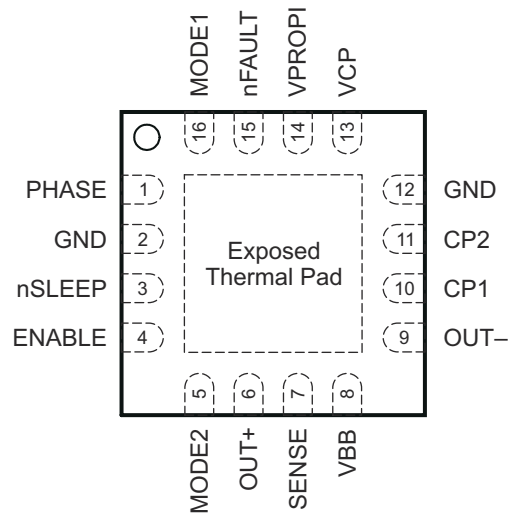 MODE1
nFAULT
VPROPI
VCP
16
15
14
13
PHASE 1
GND 2
nSLEEP 3
ENABLE 4
Exposed
Thermal Pad
12 GND
11 CP2
10 CP1
9 OUT–
5
6
7
8
MODE2
OUT+
SENSE
VBB